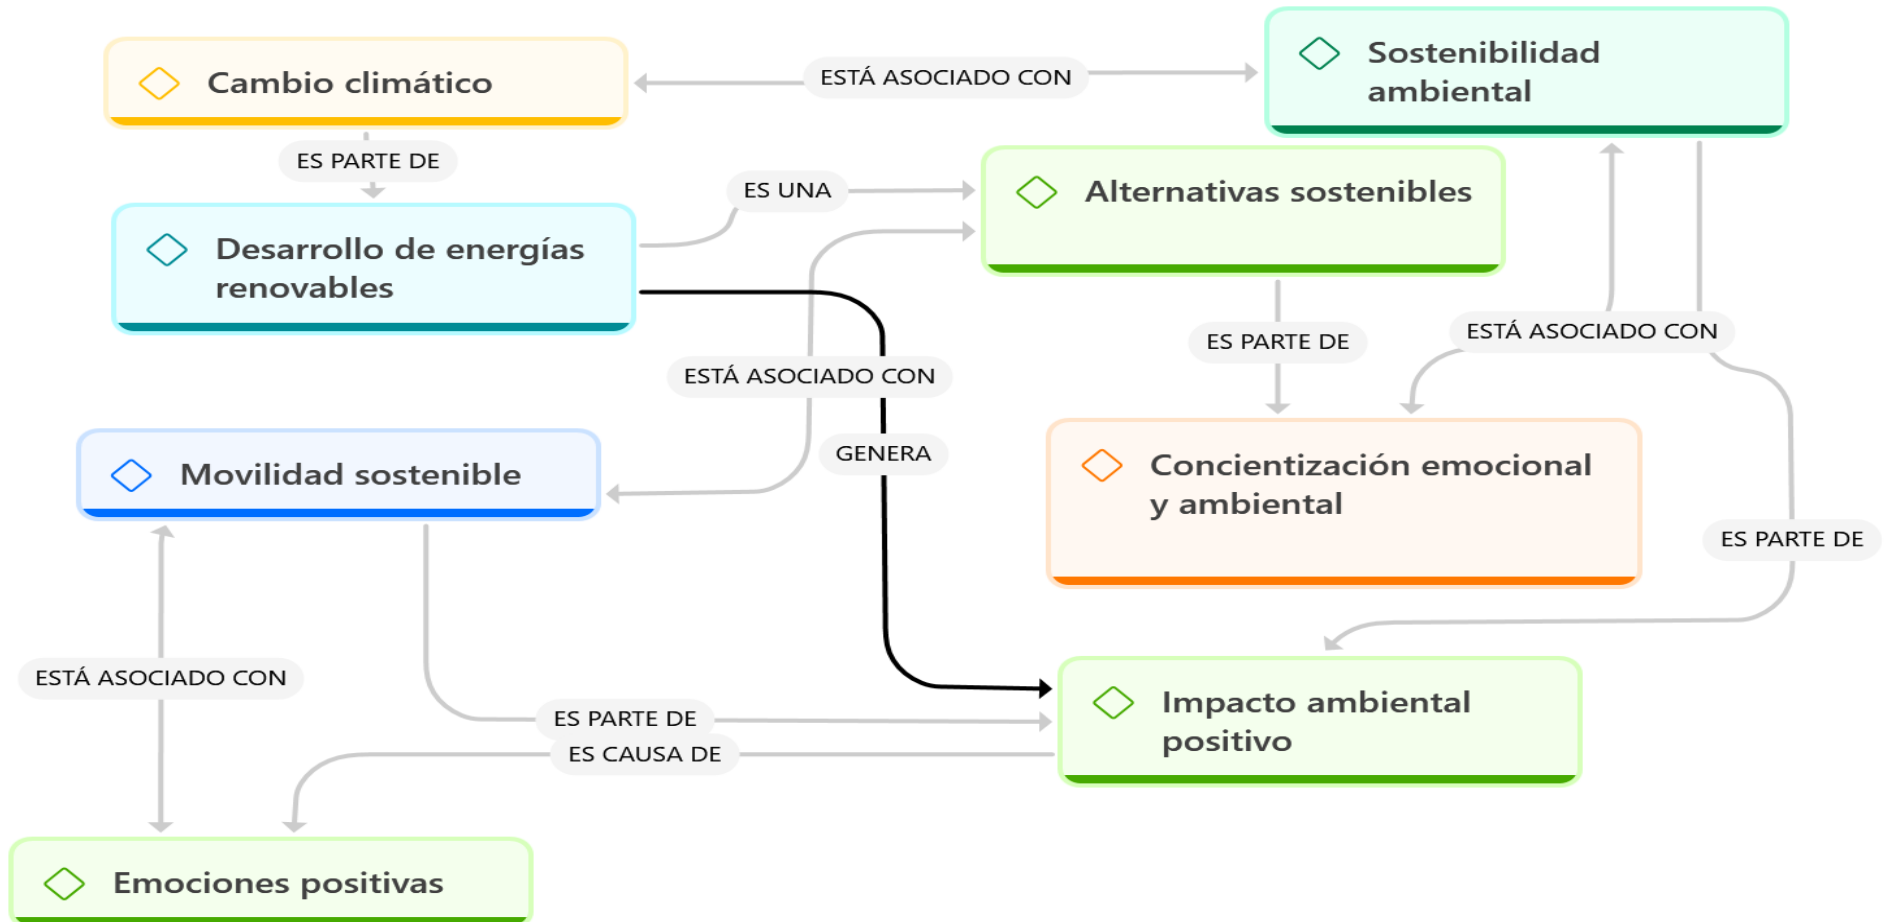 Cambio climático
ESTÁ ASOCIADO CON
Sostenibilidad
ambiental
ES PARTE DE
ES UNA
Alternativas sostenibles
Desarrollo de energías
renovables
ES PARTE DE
ESTÁ ASOCIADO CON
ESTÁ ASOCIADO CON
GENERA
Movilidad sostenible
Concientización emocional
y ambiental
ES PARTE DE
ESTÁ ASOCIADO CON
ES PARTE DE
ES CAUSA DE
Impacto ambiental
positivo
Emociones positivas